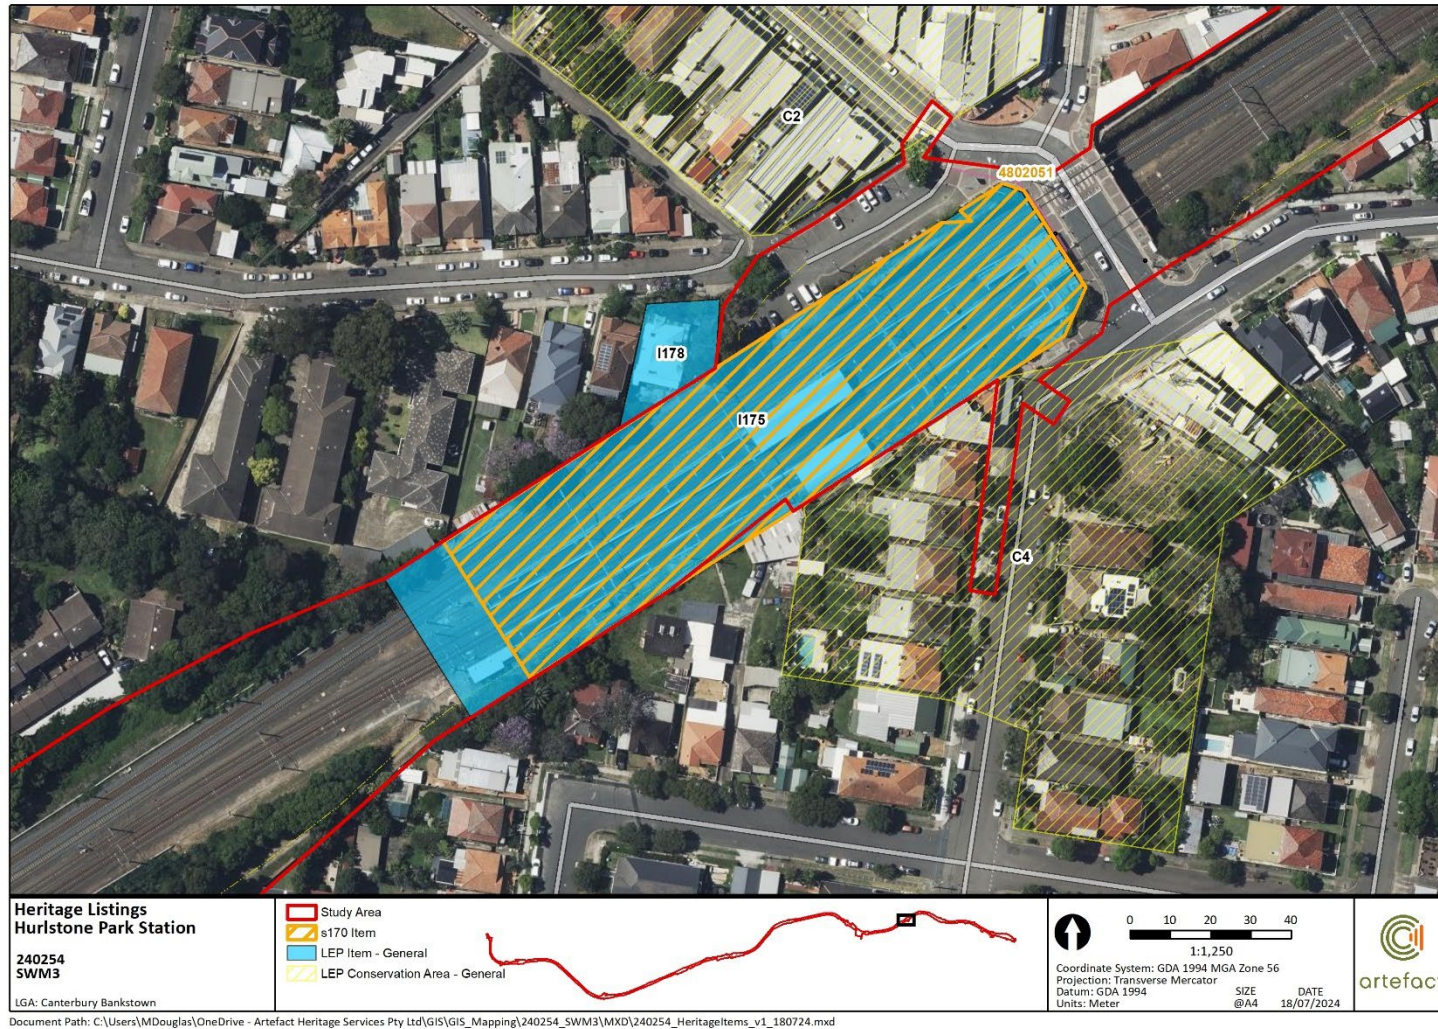 C2
4802051
I178
I175
C4
Heritage Listings
Hurlstone Park Station
240254
SWM3
LGA: Canterbury Bankstown
Study Area
s170 Item
LEP Item - General
LEP Conservation Area - General
0 10 20 30 40
1:1,250
Coordinate System: GDA 1994 MGA Zone 56
Projection: Transverse Mercator
Datum: GDA 1994
Units: Meter
SIZE
@A4
DATE
18/07/2024
artefac
Document Path: C:\Users\MDouglas\OneDrive - Artefact Heritage Services Pty Ltd\GIS\GIS_Mapping\240254_SWM3\MXD\240254_HeritageItems_v1_180724.mxd